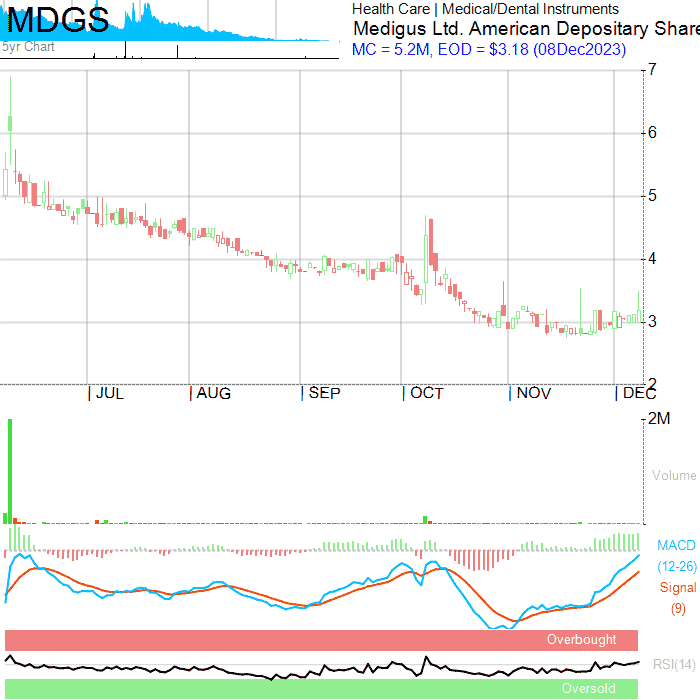 MDGS
5yr Chart
Health Care | Medical/Dental Instruments
Medigus Ltd. American Depositary Share
MC = 5.2M, EOD = $3.18 (08Dec2023)
7
6
5
4
3
2
| JUL | AUG | SEP | OCT | NOV | DEC
2M
Volume
MACD
(12-26)
Signal
(9)
Overbought
RSI(14)
Oversold